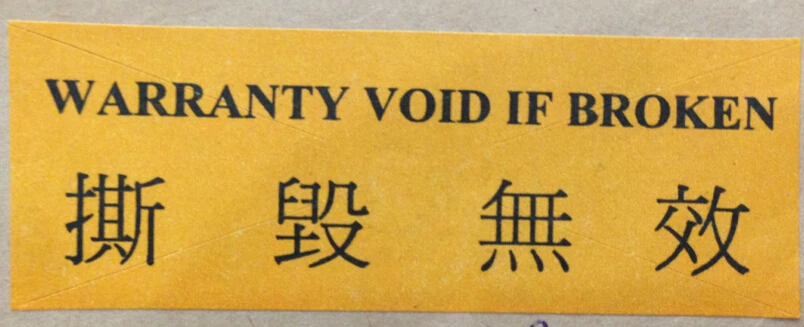 WARRANTY VOID IF BROKEN
撕毀無效